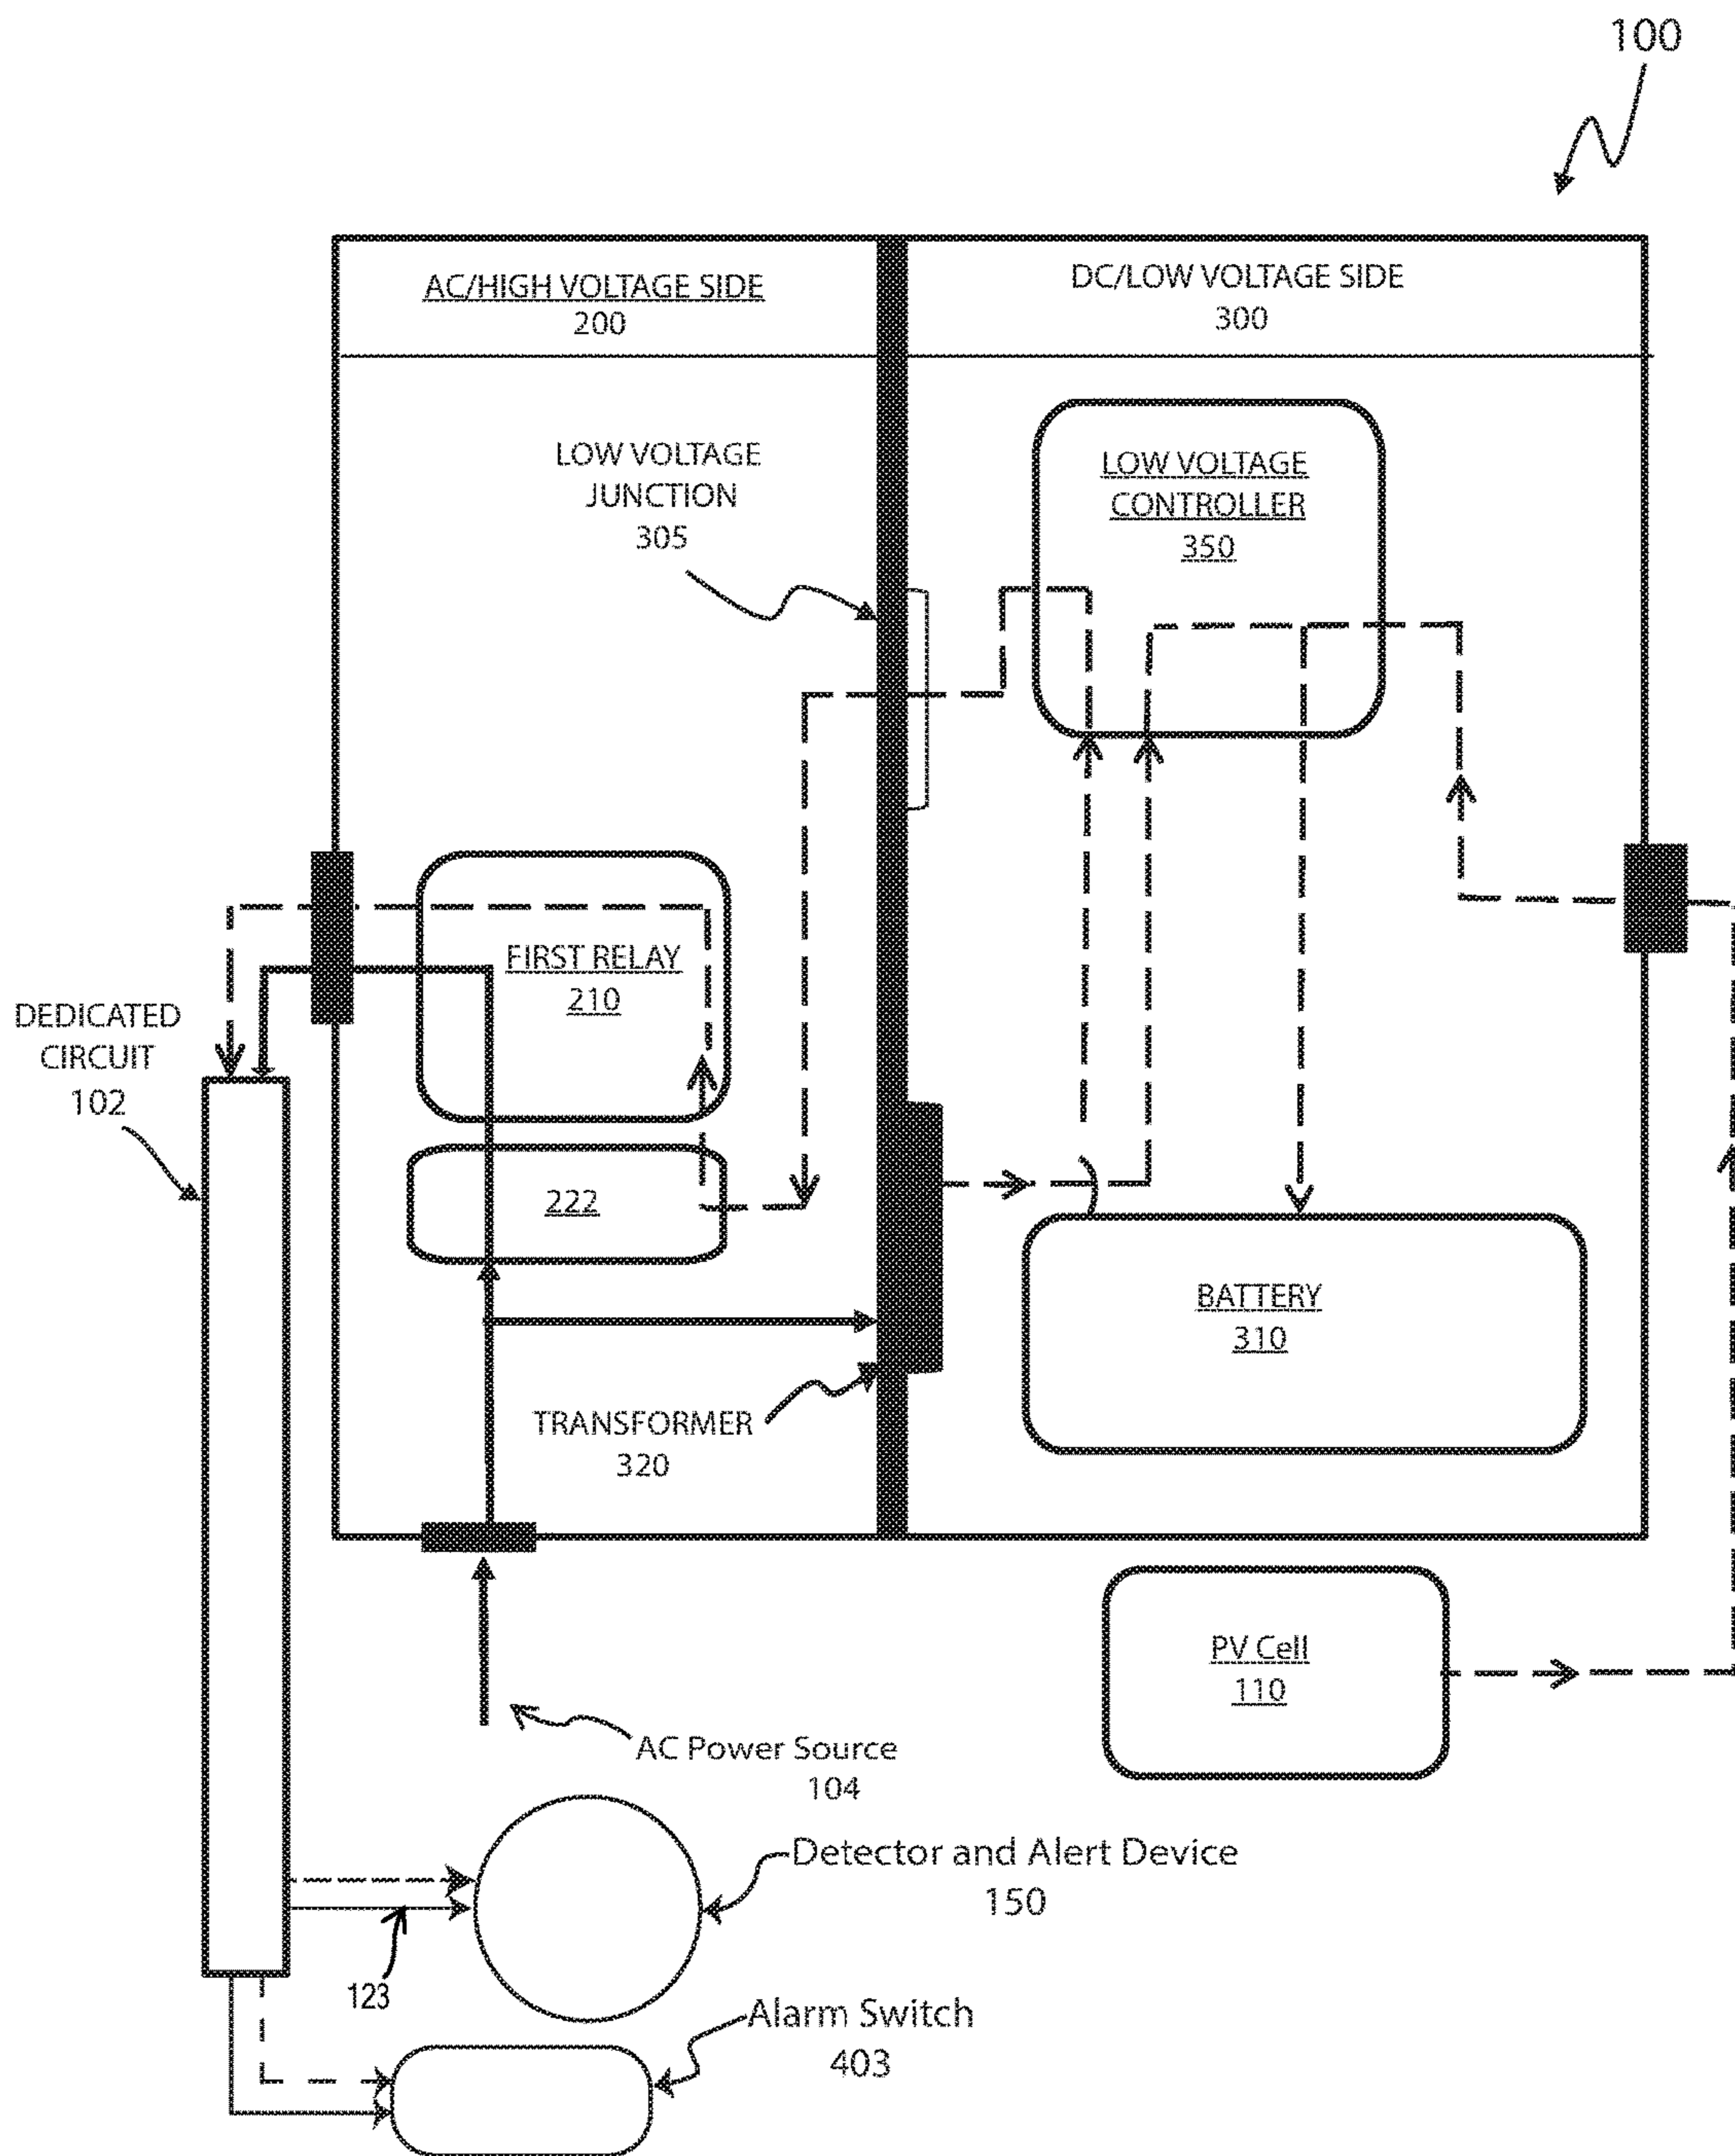 100
AC/HIGH VOLTAGE SIDE
200
DC/LOW VOLTAGE SIDE
300
LOW VOLTAGE
JUNCTION
305
LOW VOLTAGE
CONTROLLER
350
FIRST RELAY
210
DEDICATED
CIRCUIT
102
222
BATTERY
310
TRANSFORMER
320
PV Cell
110
AC Power Source
104
Detector and Alert Device
150
123
Alarm Switch
403